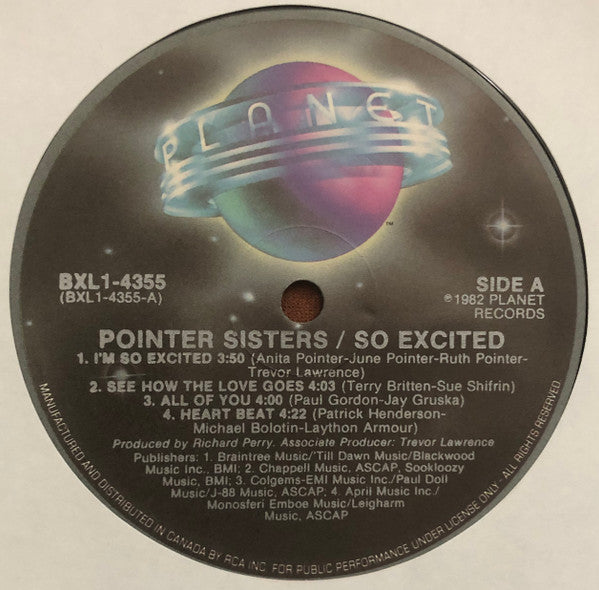 PLANET
™
BXL1-4355
(BXL1-4355-A)
SIDE A
℗1982 PLANET
RECORDS
POINTER SISTERS / SO EXCITED
1. I'M SO EXCITED 3:50 (Anita Pointer-June Pointer-Ruth Pointer-
Trevor Lawrence)
2. SEE HOW THE LOVE GOES 4:03 (Terry Britten-Sue Shifrin)
3. ALL OF YOU 4:00 (Paul Gordon-Jay Gruska)
4. HEART BEAT 4:22 (Patrick Henderson-
Michael Bolotin-Laython Armour)
Produced by Richard Perry. Associate Producer: Trevor Lawrence
Publishers: 1. Braintree Music/'Till Dawn Music/Blackwood
Music Inc., BMI; 2. Chappell Music, ASCAP, Sookloozy
Music, BMI; 3. Colgems-EMI Music Inc./Paul Doll
Music/J-88 Music, ASCAP; 4. April Music Inc./
Monosferi Emboe Music/Leigharm
Music, ASCAP
MANUFACTURED AND DISTRIBUTED IN CANADA BY RCA INC. FOR PUBLIC PERFORMANCE UNDER LICENSE ONLY - ALL RIGHTS RESERVED